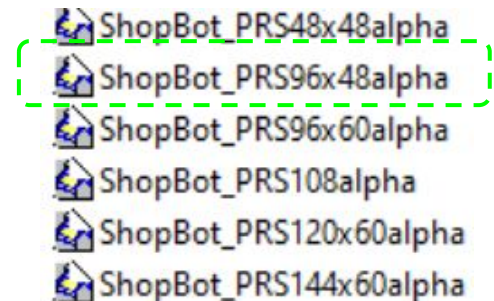 ShopBot_PRS48x48alpha
ShopBot_PRS96x48alpha
ShopBot_PRS96x60alpha
ShopBot_PRS108alpha
ShopBot_PRS120x60alpha
ShopBot_PRS144x60alpha